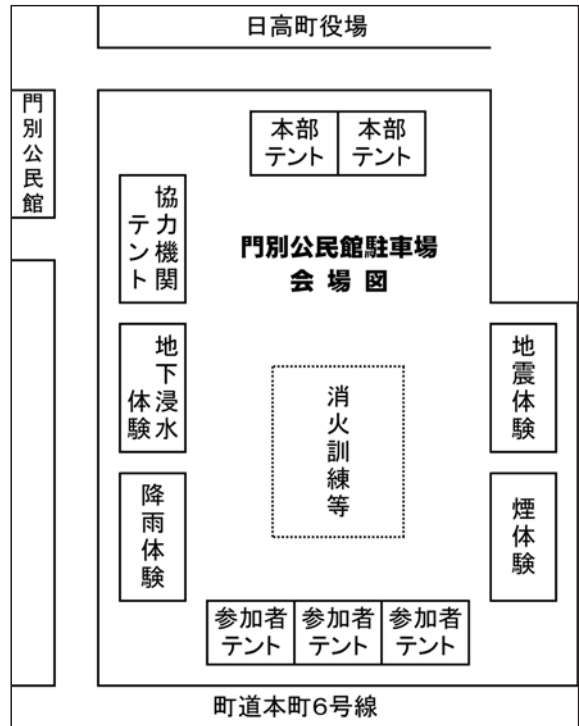 日高町役場
門別公民館
本部
テント
本部
テント
協力機関
テント
門別公民館駐車場
会場図
地下浸水
体験
消火訓練等
地震体験
降雨体験
煙体験
参加者
テント
参加者
テント
参加者
テント
町道本町6号線